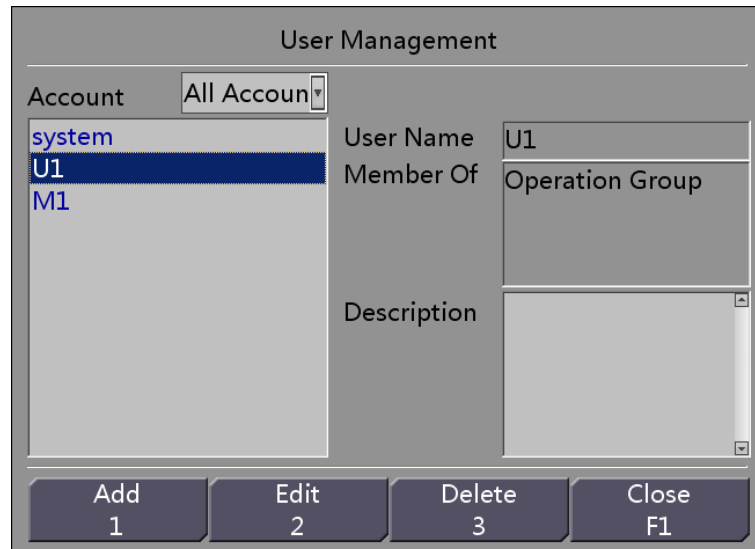 User Management
Account All Accoun
system
U1
M1
User Name U1
Member Of Operation Group
Description
Add Edit Delete Close
1 2 3 F1